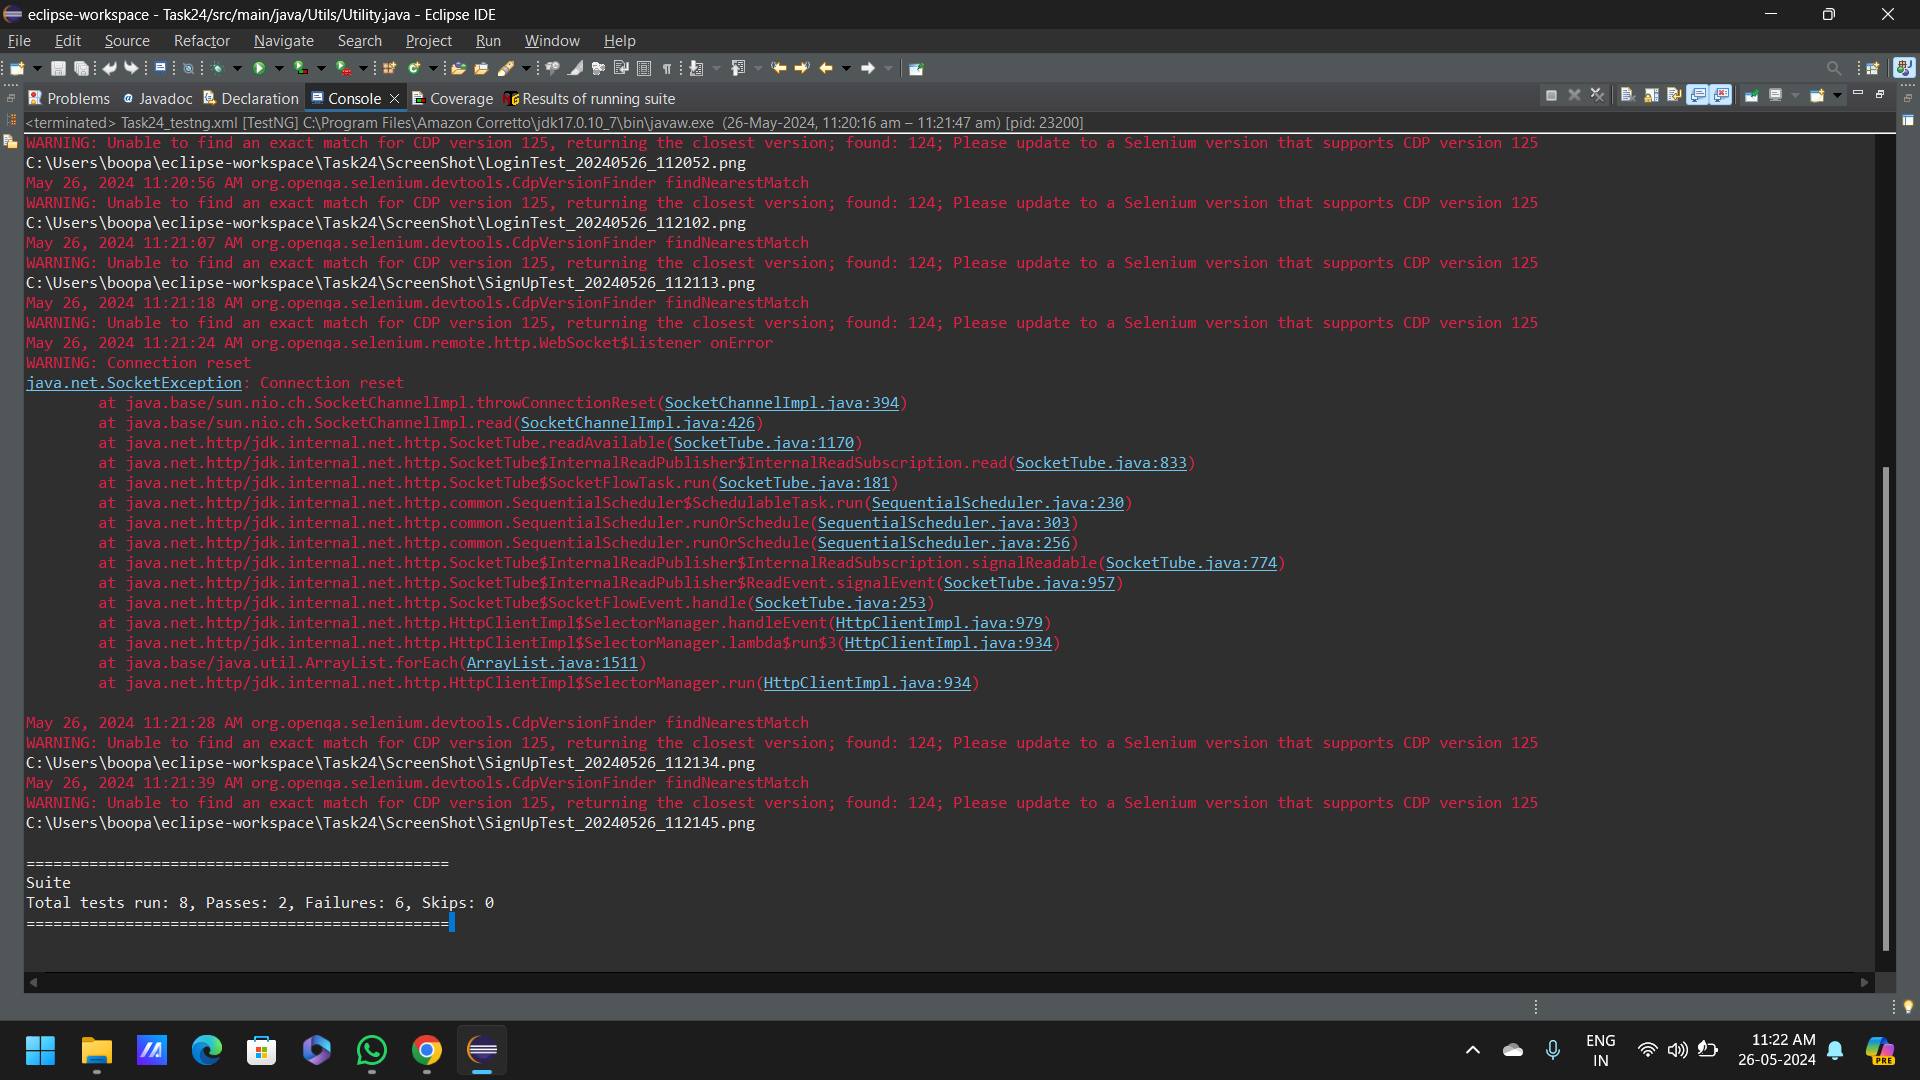 eclipse-workspace - Task24/src/main/java/Utils/Utility.java - Eclipse IDE
File Edit Source Refactor Navigate Search Project Run Window Help
Problems Javadoc Declaration Console Coverage Results of running suite
<terminated> Task24_testng.xml [TestNG] C:\Program Files\Amazon Corretto\jdk17.0.10_7\bin\javaw.exe (26-May-2024, 11:20:16 am – 11:21:47 am) [pid: 23200]
WARNING: Unable to find an exact match for CDP version 125, returning the closest version; found: 124; Please update to a Selenium version that supports CDP version 125
C:\Users\boopa\eclipse-workspace\Task24\ScreenShot\LoginTest_20240526_112052.png
May 26, 2024 11:20:56 AM org.openqa.selenium.devtools.CdpVersionFinder findNearestMatch
WARNING: Unable to find an exact match for CDP version 125, returning the closest version; found: 124; Please update to a Selenium version that supports CDP version 125
C:\Users\boopa\eclipse-workspace\Task24\ScreenShot\LoginTest_20240526_112102.png
May 26, 2024 11:21:07 AM org.openqa.selenium.devtools.CdpVersionFinder findNearestMatch
WARNING: Unable to find an exact match for CDP version 125, returning the closest version; found: 124; Please update to a Selenium version that supports CDP version 125
C:\Users\boopa\eclipse-workspace\Task24\ScreenShot\SignUpTest_20240526_112113.png
May 26, 2024 11:21:18 AM org.openqa.selenium.devtools.CdpVersionFinder findNearestMatch
WARNING: Unable to find an exact match for CDP version 125, returning the closest version; found: 124; Please update to a Selenium version that supports CDP version 125
May 26, 2024 11:21:24 AM org.openqa.selenium.remote.http.WebSocket$Listener onError
WARNING: Connection reset
java.net.SocketException: Connection reset
at java.base/sun.nio.ch.SocketChannelImpl.throwConnectionReset(SocketChannelImpl.java:394)
at java.base/sun.nio.ch.SocketChannelImpl.read(SocketChannelImpl.java:426)
at java.net.http/jdk.internal.net.http.SocketTube.readAvailable(SocketTube.java:1170)
at java.net.http/jdk.internal.net.http.SocketTube$InternalReadPublisher$InternalReadSubscription.read(SocketTube.java:833)
at java.net.http/jdk.internal.net.http.SocketTube$SocketFlowTask.run(SocketTube.java:181)
at java.net.http/jdk.internal.net.http.common.SequentialScheduler$SchedulableTask.run(SequentialScheduler.java:230)
at java.net.http/jdk.internal.net.http.common.SequentialScheduler.runOrSchedule(SequentialScheduler.java:303)
at java.net.http/jdk.internal.net.http.common.SequentialScheduler.runOrSchedule(SequentialScheduler.java:256)
at java.net.http/jdk.internal.net.http.SocketTube$InternalReadPublisher$InternalReadSubscription.signalReadable(SocketTube.java:774)
at java.net.http/jdk.internal.net.http.SocketTube$InternalReadPublisher$ReadEvent.signalEvent(SocketTube.java:957)
at java.net.http/jdk.internal.net.http.SocketTube$SocketFlowEvent.handle(SocketTube.java:253)
at java.net.http/jdk.internal.net.http.HttpClientImpl$SelectorManager.handleEvent(HttpClientImpl.java:979)
at java.net.http/jdk.internal.net.http.HttpClientImpl$SelectorManager.lambda$run$3(HttpClientImpl.java:934)
at java.base/java.util.ArrayList.forEach(ArrayList.java:1511)
at java.net.http/jdk.internal.net.http.HttpClientImpl$SelectorManager.run(HttpClientImpl.java:934)
May 26, 2024 11:21:28 AM org.openqa.selenium.devtools.CdpVersionFinder findNearestMatch
WARNING: Unable to find an exact match for CDP version 125, returning the closest version; found: 124; Please update to a Selenium version that supports CDP version 125
C:\Users\boopa\eclipse-workspace\Task24\ScreenShot\SignUpTest_20240526_112134.png
May 26, 2024 11:21:39 AM org.openqa.selenium.devtools.CdpVersionFinder findNearestMatch
WARNING: Unable to find an exact match for CDP version 125, returning the closest version; found: 124; Please update to a Selenium version that supports CDP version 125
C:\Users\boopa\eclipse-workspace\Task24\ScreenShot\SignUpTest_20240526_112145.png
===============================================
Suite
Total tests run: 8, Passes: 2, Failures: 6, Skips: 0
===============================================
ENG
IN
11:22 AM
26-05-2024
PRE